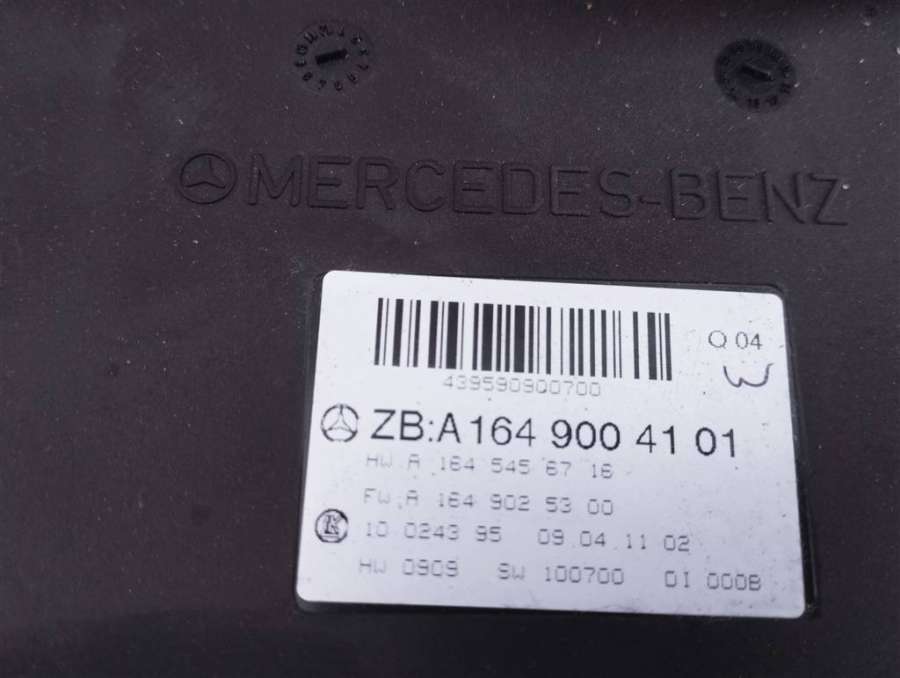 MERCEDES-BENZ
Q 04
439590900700
ZB:A 164 900 41 01
HW.A 164 545 67 16
FW.A 164 902 53 00
10 0243 95 09.04 11 02
HW 0909 SW 100700 DI 000B